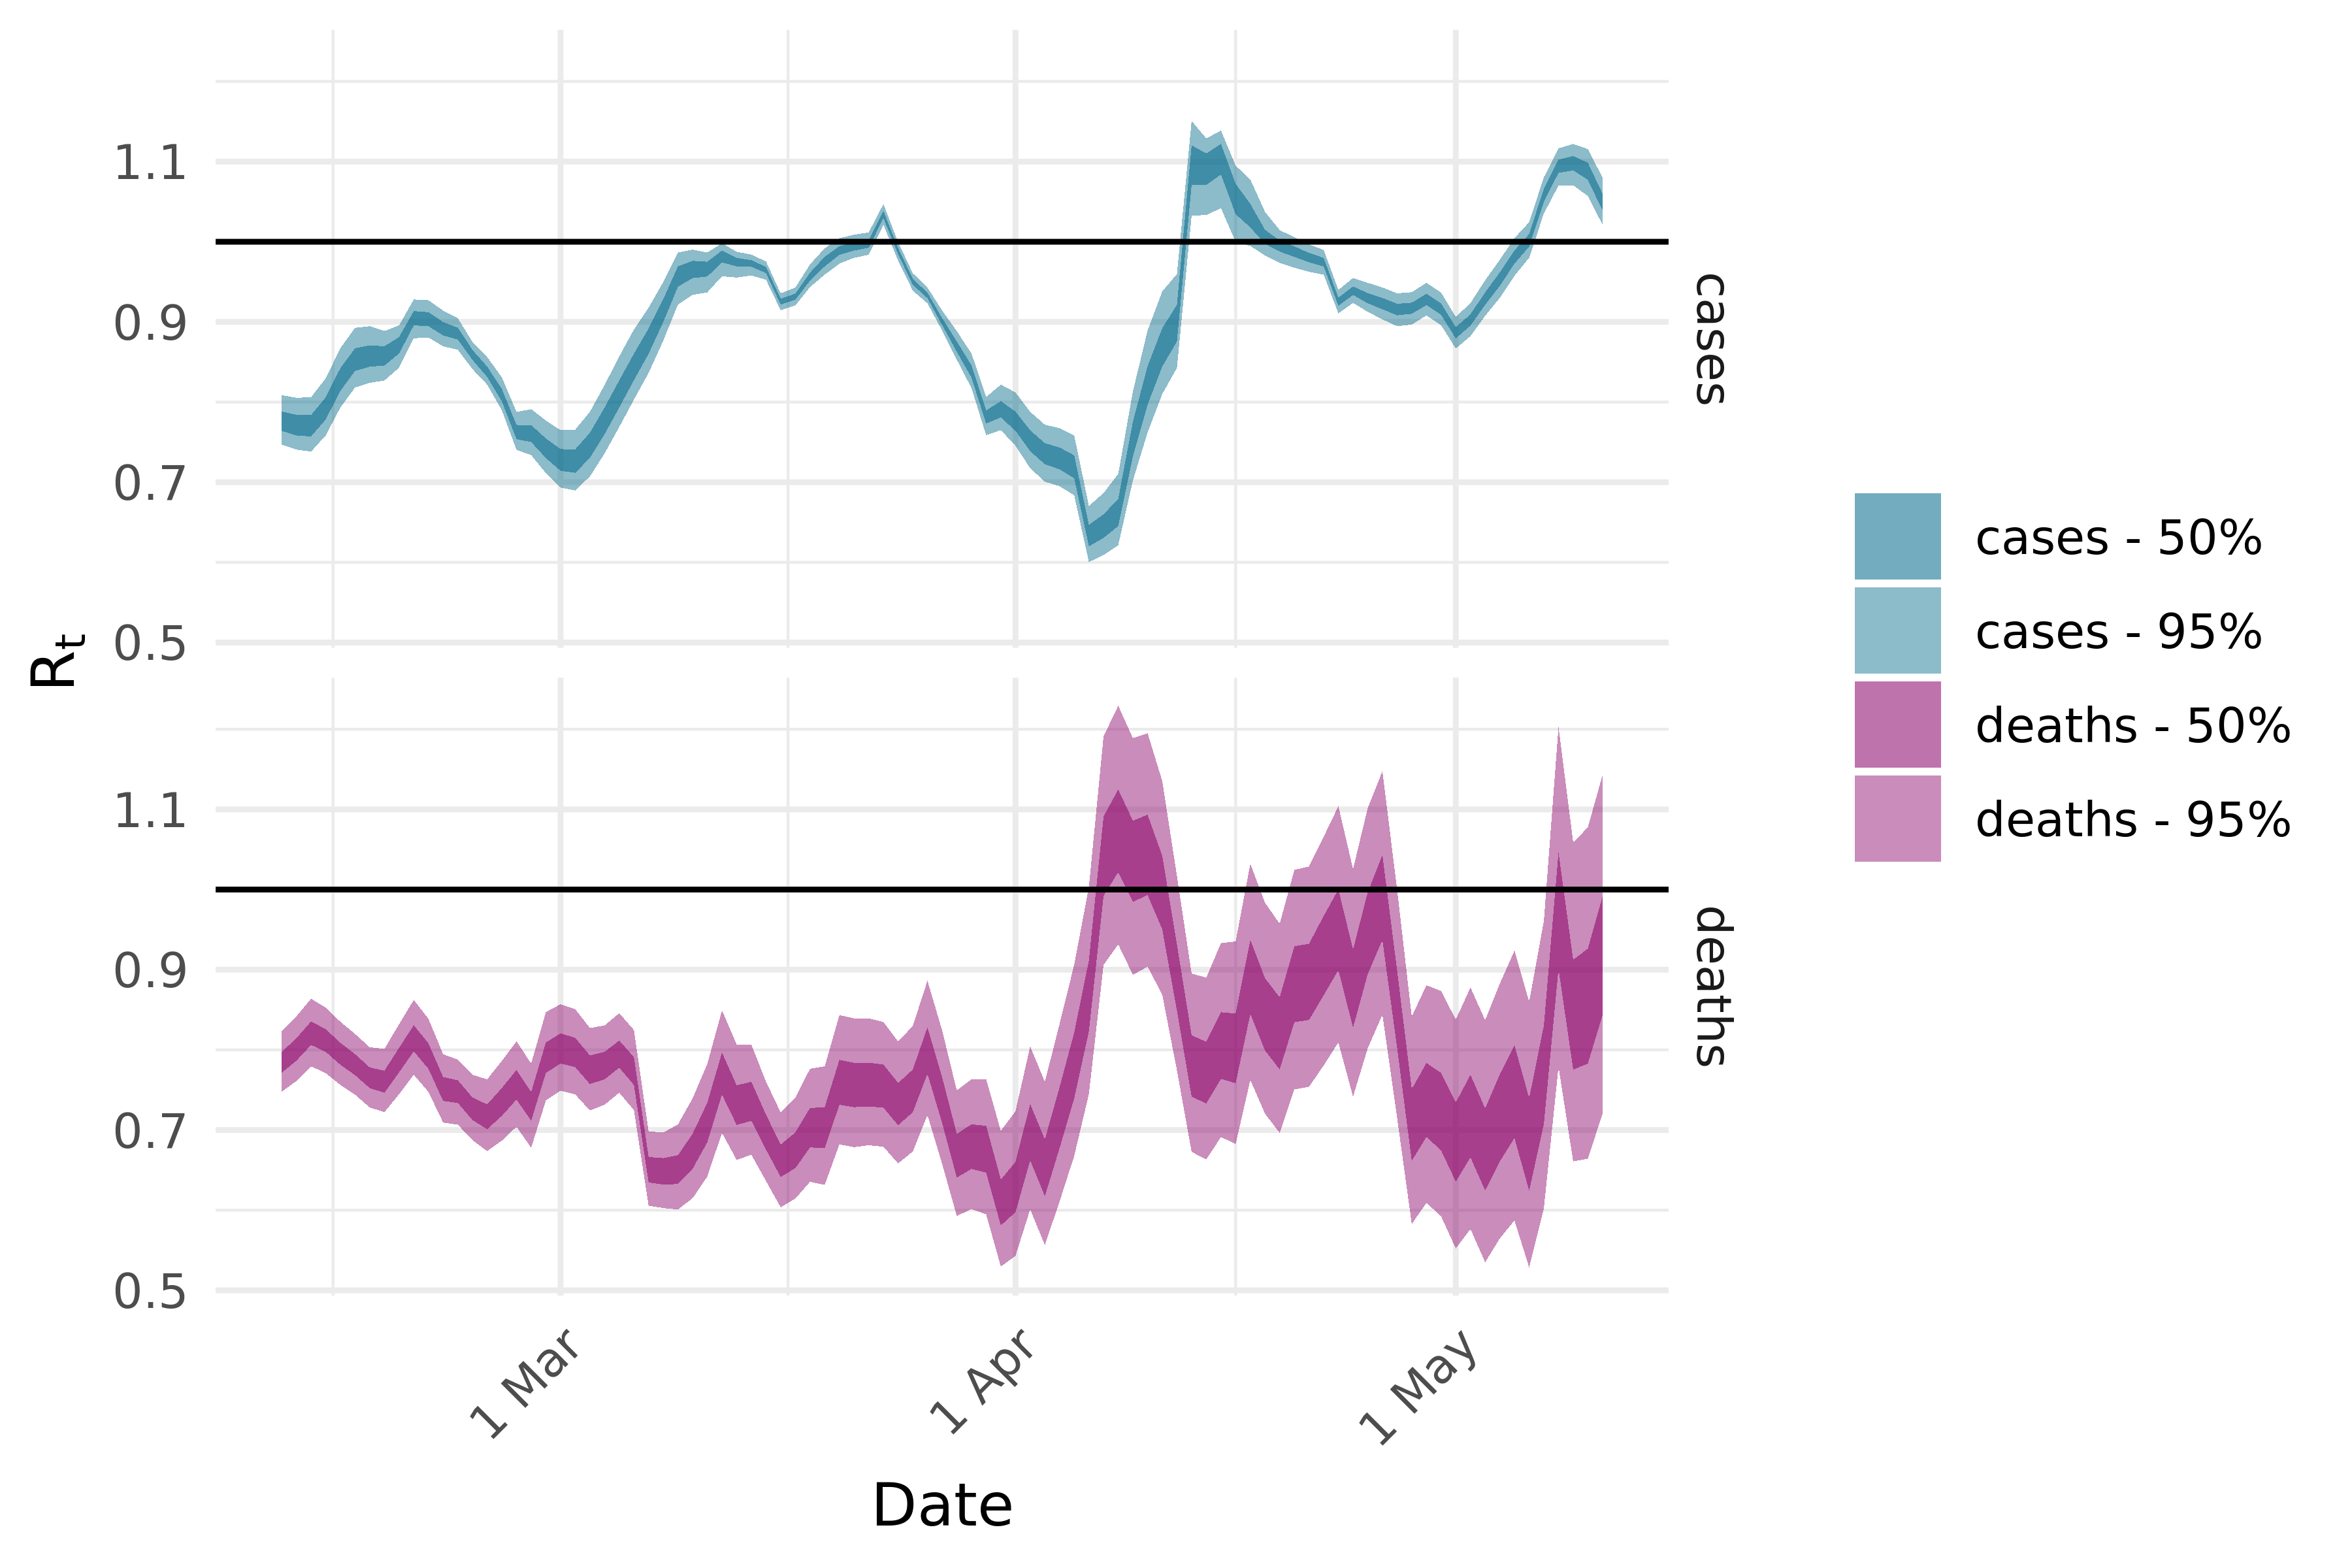 Rt
1.1
0.9
0.7
0.5
cases
1.1
0.9
0.7
0.5
deaths
1 Mar
1 Apr
1 May
Date
cases - 50%
cases - 95%
deaths - 50%
deaths - 95%